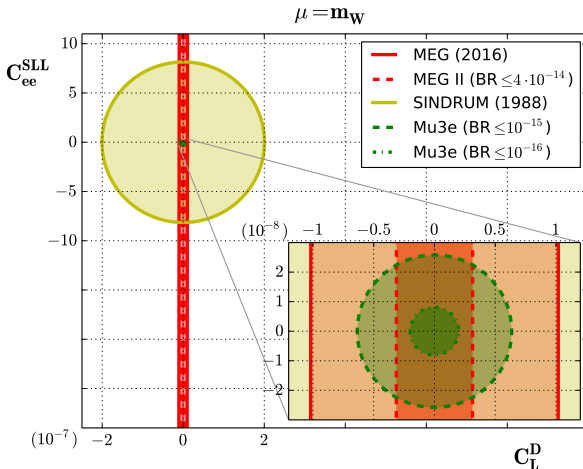 μ = m_W
C_ee^SLL
10
5
0
−5
−10
MEG (2016)
MEG II (BR ≤4·10⁻¹⁴)
SINDRUM (1988)
Mu3e (BR ≤10⁻¹⁵)
Mu3e (BR ≤10⁻¹⁶)
(10⁻⁸) −1 −0.5 0 0.5 1
2
1
0
−1
−2
(10⁻⁷) −2 0 2
C_L^D